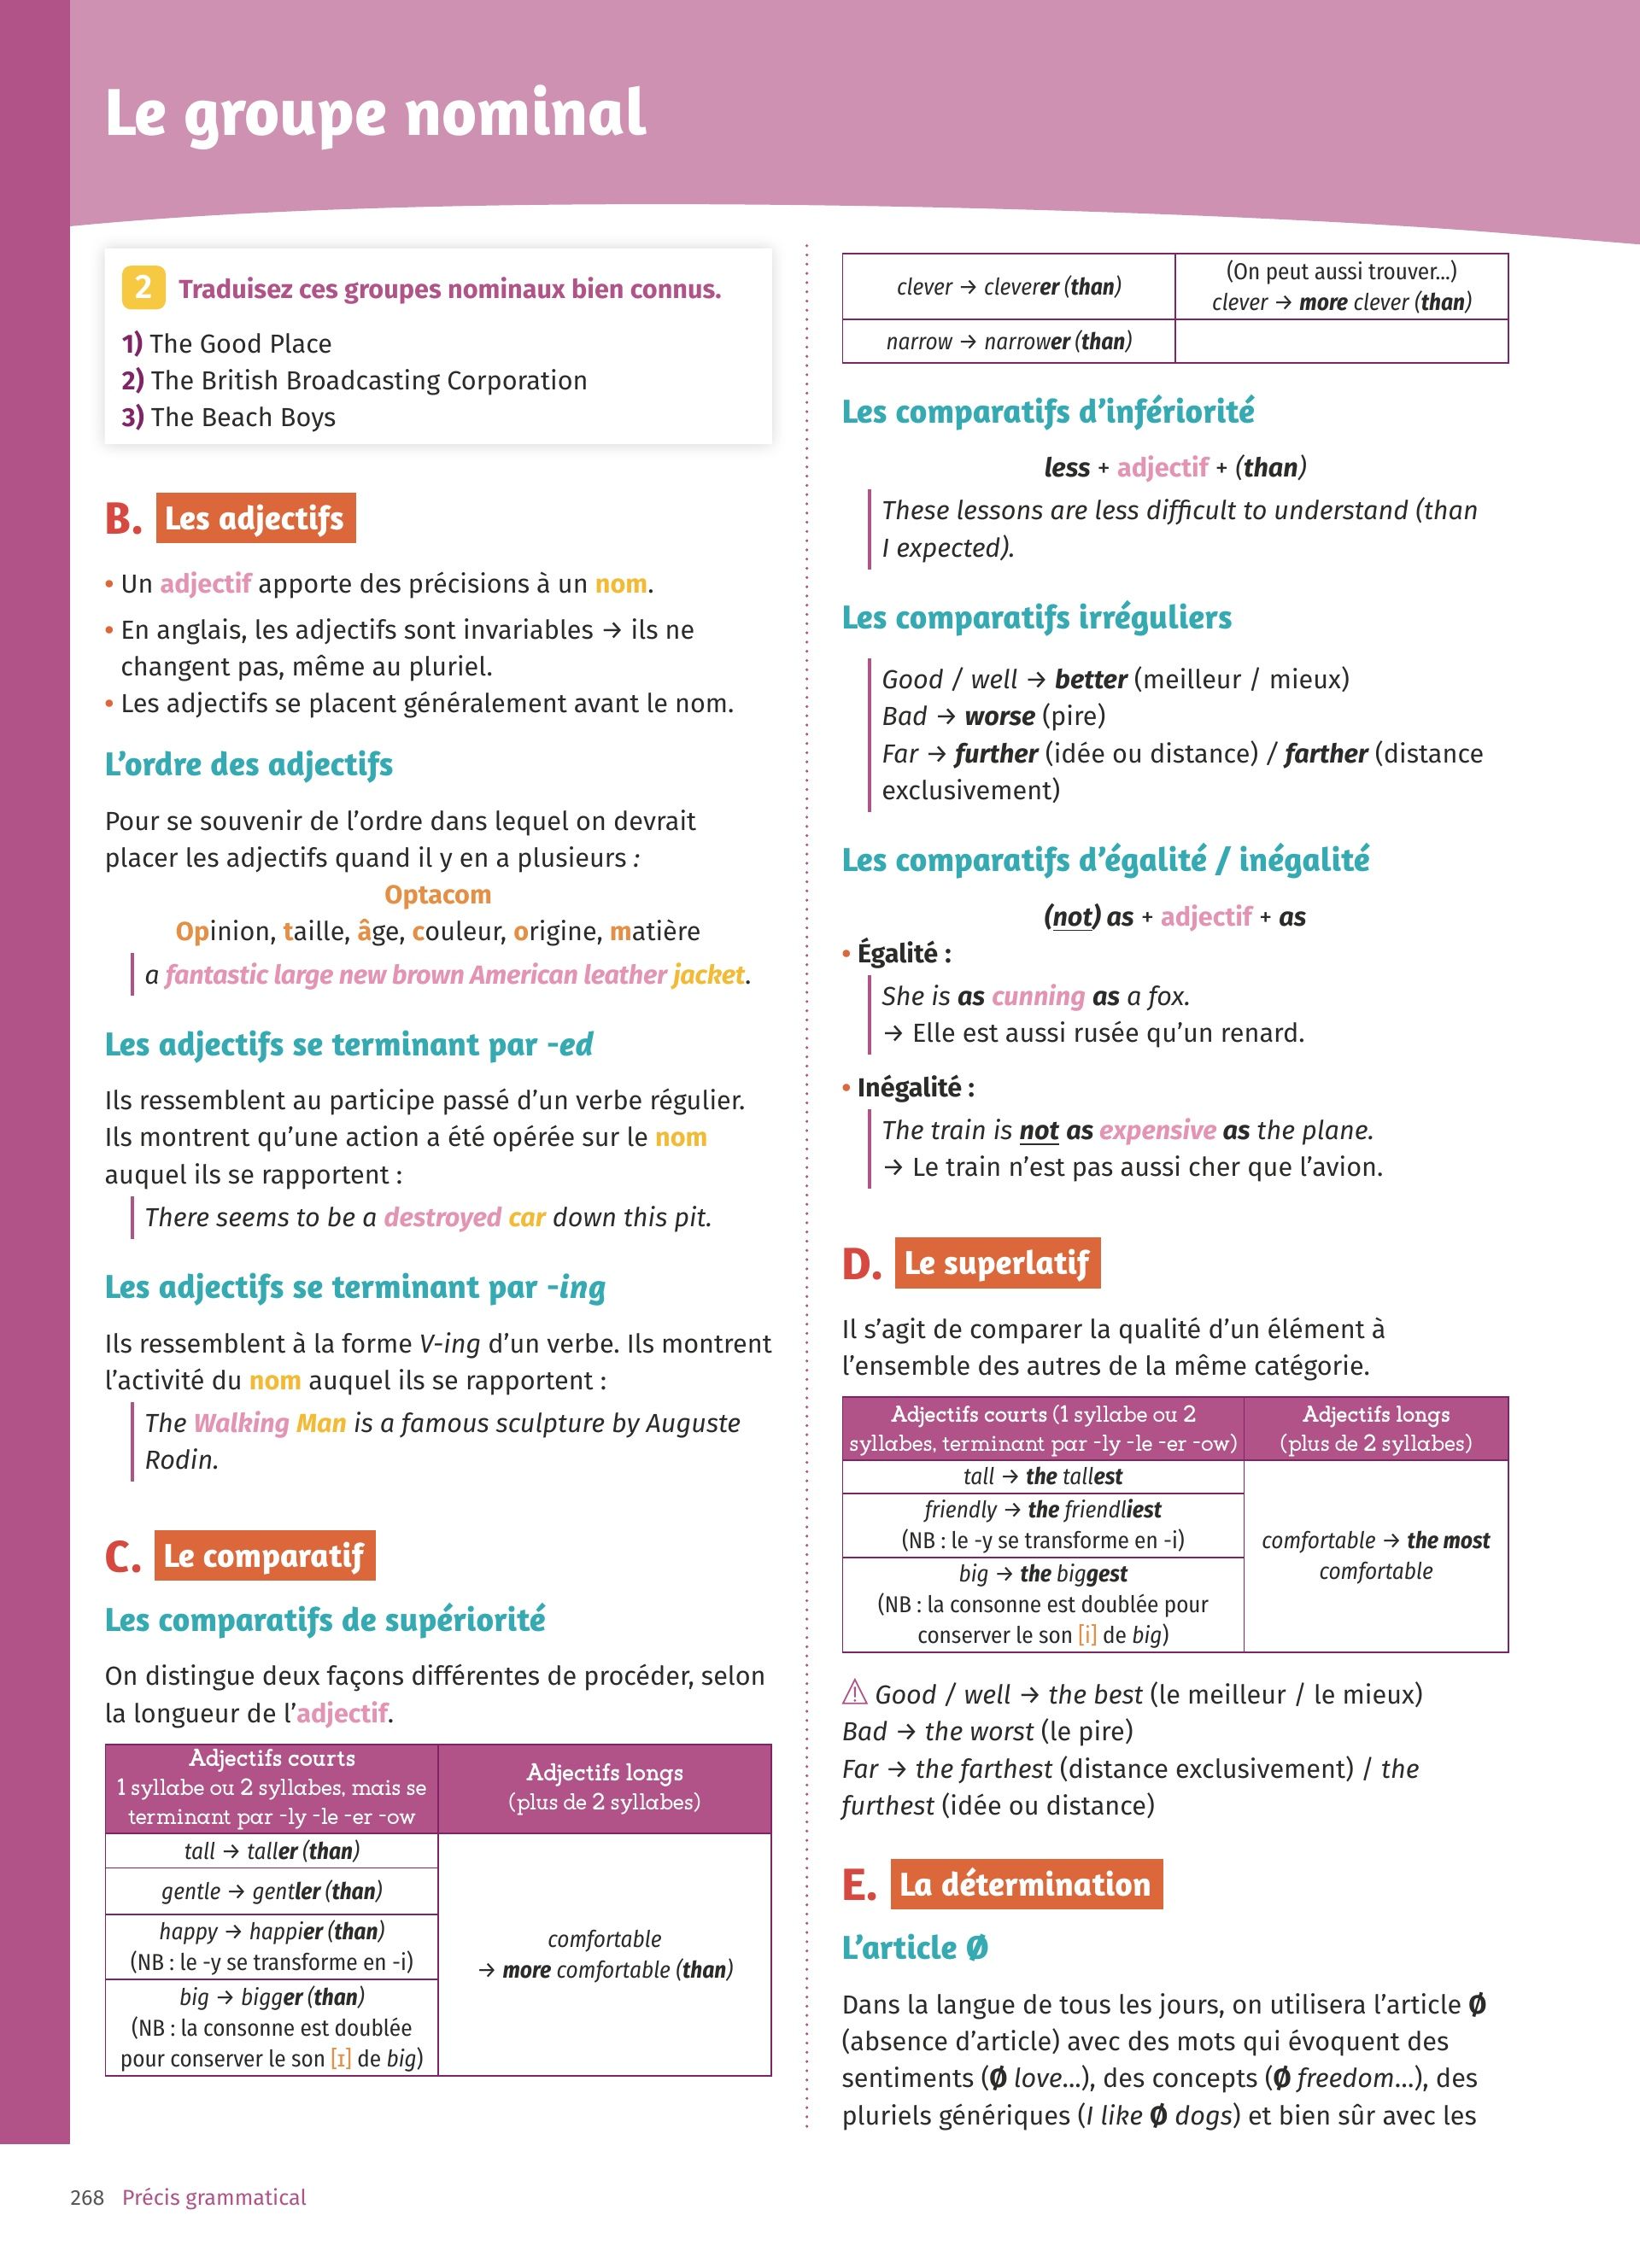 Le groupe nominal
2 Traduisez ces groupes nominaux bien connus.
1) The Good Place
2) The British Broadcasting Corporation
3) The Beach Boys
B. Les adjectifs
• Un adjectif apporte des précisions à un nom.
• En anglais, les adjectifs sont invariables → ils ne
changent pas, même au pluriel.
• Les adjectifs se placent généralement avant le nom.
L’ordre des adjectifs
Pour se souvenir de l’ordre dans lequel on devrait
placer les adjectifs quand il y en a plusieurs :
Optacom
Opinion, taille, âge, couleur, origine, matière
a fantastic large new brown American leather jacket.
Les adjectifs se terminant par -ed
Ils ressemblent au participe passé d’un verbe régulier.
Ils montrent qu’une action a été opérée sur le nom
auquel ils se rapportent :
There seems to be a destroyed car down this pit.
Les adjectifs se terminant par -ing
Ils ressemblent à la forme V-ing d’un verbe. Ils montrent
l’activité du nom auquel ils se rapportent :
The Walking Man is a famous sculpture by Auguste
Rodin.
C. Le comparatif
Les comparatifs de supériorité
On distingue deux façons différentes de procéder, selon
la longueur de l’adjectif.
Adjectifs courts
1 syllabe ou 2 syllabes, mais se
terminant par -ly -le -er -ow
Adjectifs longs
(plus de 2 syllabes)
tall → taller (than)
gentle → gentler (than)
happy → happier (than)
(NB : le -y se transforme en -i)
big → bigger (than)
(NB : la consonne est doublée
pour conserver le son [ɪ] de big)
comfortable
→ more comfortable (than)
clever → cleverer (than)
(On peut aussi trouver...)
clever → more clever (than)
narrow → narrower (than)
Les comparatifs d’infériorité
less + adjectif + (than)
These lessons are less difficult to understand (than
I expected).
Les comparatifs irréguliers
Good / well → better (meilleur / mieux)
Bad → worse (pire)
Far → further (idée ou distance) / farther (distance
exclusivement)
Les comparatifs d’égalité / inégalité
(not) as + adjectif + as
• Égalité :
She is as cunning as a fox.
→ Elle est aussi rusée qu’un renard.
• Inégalité :
The train is not as expensive as the plane.
→ Le train n’est pas aussi cher que l’avion.
D. Le superlatif
Il s’agit de comparer la qualité d’un élément à
l’ensemble des autres de la même catégorie.
Adjectifs courts (1 syllabe ou 2
syllabes, terminant par -ly -le -er -ow)
Adjectifs longs
(plus de 2 syllabes)
tall → the tallest
friendly → the friendliest
(NB : le -y se transforme en -i)
big → the biggest
(NB : la consonne est doublée pour
conserver le son [i] de big)
comfortable → the most
comfortable
⚠ Good / well → the best (le meilleur / le mieux)
Bad → the worst (le pire)
Far → the farthest (distance exclusivement) / the
furthest (idée ou distance)
E. La détermination
L’article Ø
Dans la langue de tous les jours, on utilisera l’article Ø
(absence d’article) avec des mots qui évoquent des
sentiments (Ø love...), des concepts (Ø freedom...), des
pluriels génériques (I like Ø dogs) et bien sûr avec les
268 Précis grammatical